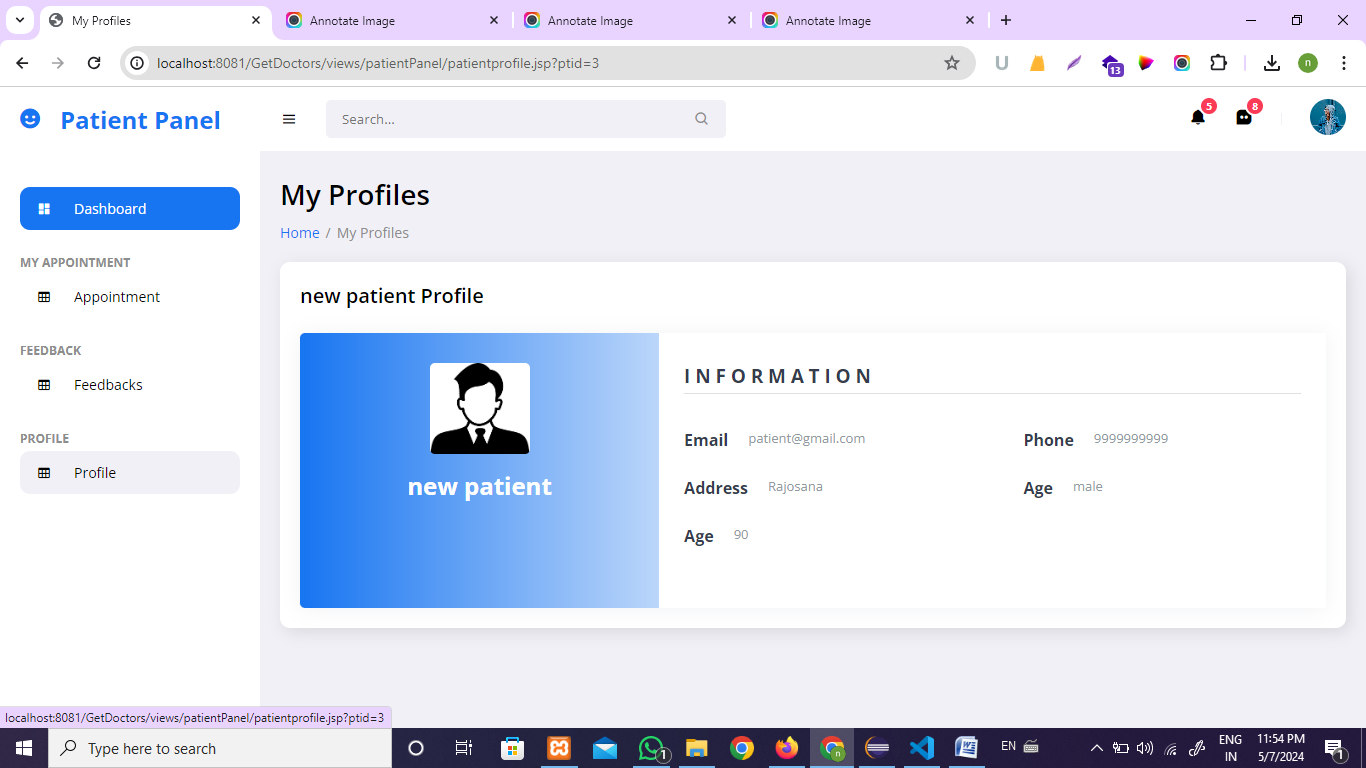 My Profiles
Annotate Image
Annotate Image
Annotate Image
localhost:8081/GetDoctors/views/patientPanel/patientprofile.jsp?ptid=3
U
13
n
Patient Panel
Search...
5
8
Dashboard
MY APPOINTMENT
Appointment
FEEDBACK
Feedbacks
PROFILE
Profile
My Profiles
Home / My Profiles
new patient Profile
new patient
INFORMATION
Email patient@gmail.com Phone 9999999999
Address Rajosana Age male
Age 90
localhost:8081/GetDoctors/views/patientPanel/patientprofile.jsp?ptid=3
Type here to search
1
n
W
EN
ENG
IN
11:54 PM
5/7/2024
1